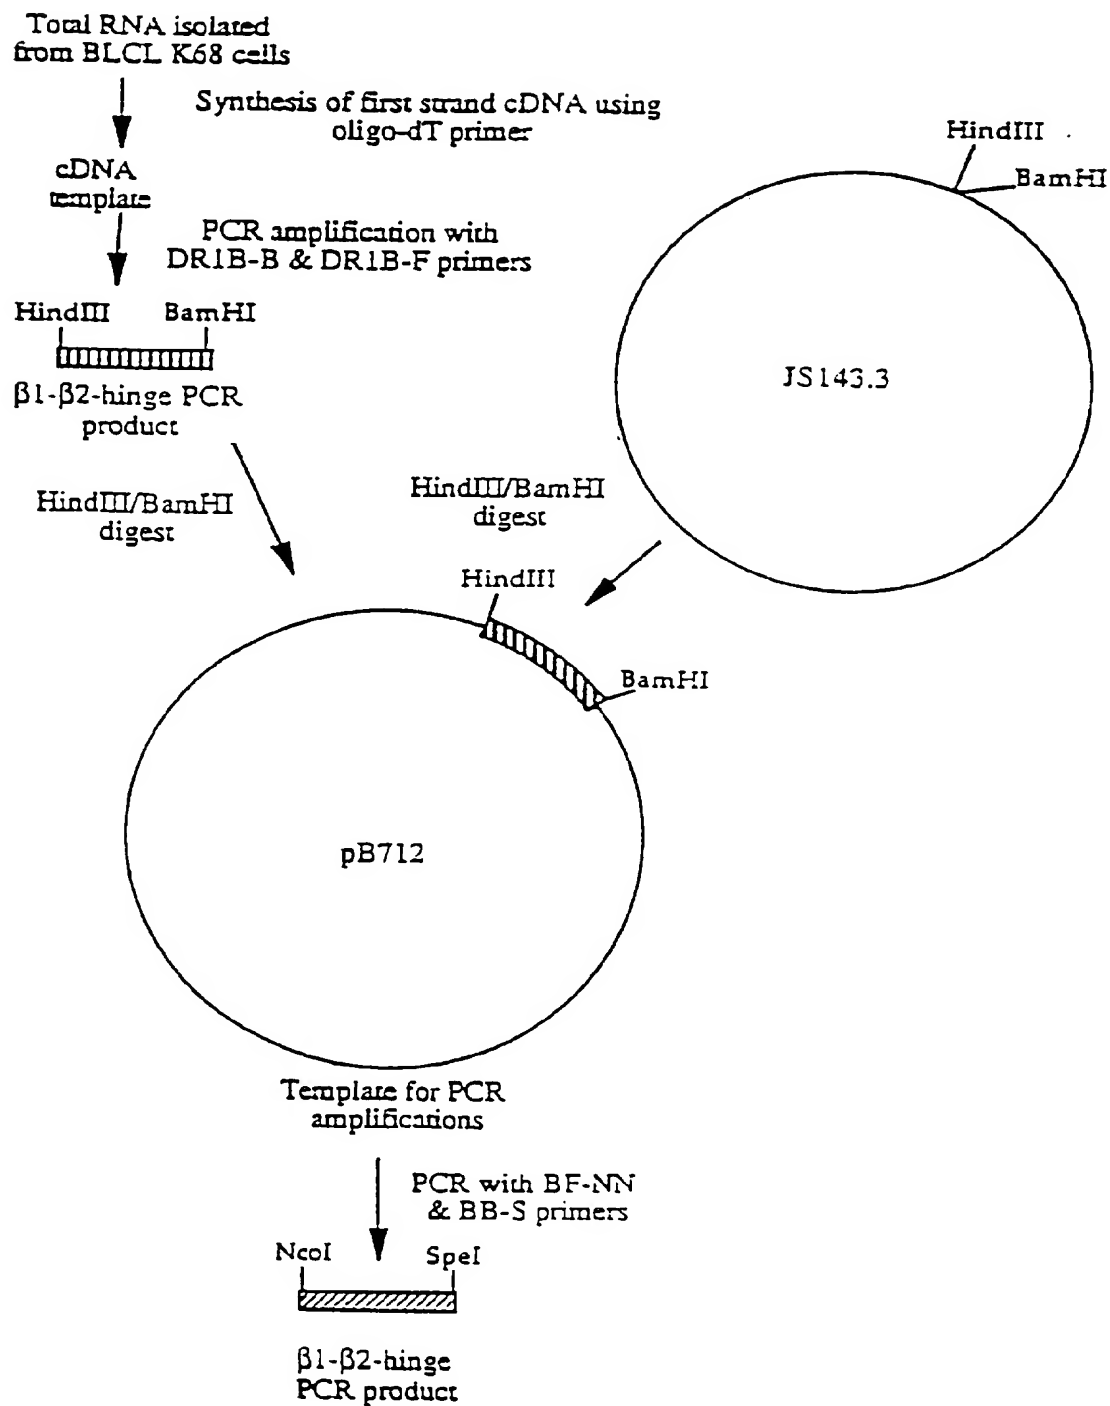 Total RNA isolated
from BLCL K68 cells
Synthesis of first strand cDNA using
oligo-dT primer
cDNA
template
PCR amplification with
DR1B-B & DR1B-F primers
HindIII
BamHI
β1-β2-hinge PCR
product
HindIII/BamHI
digest
HindIII
BamHI
JS143.3
HindIII/BamHI
digest
HindIII
BamHI
pB712
Template for PCR
amplifications
PCR with BF-NN
& BB-S primers
NcoI
SpeI
β1-β2-hinge
PCR product